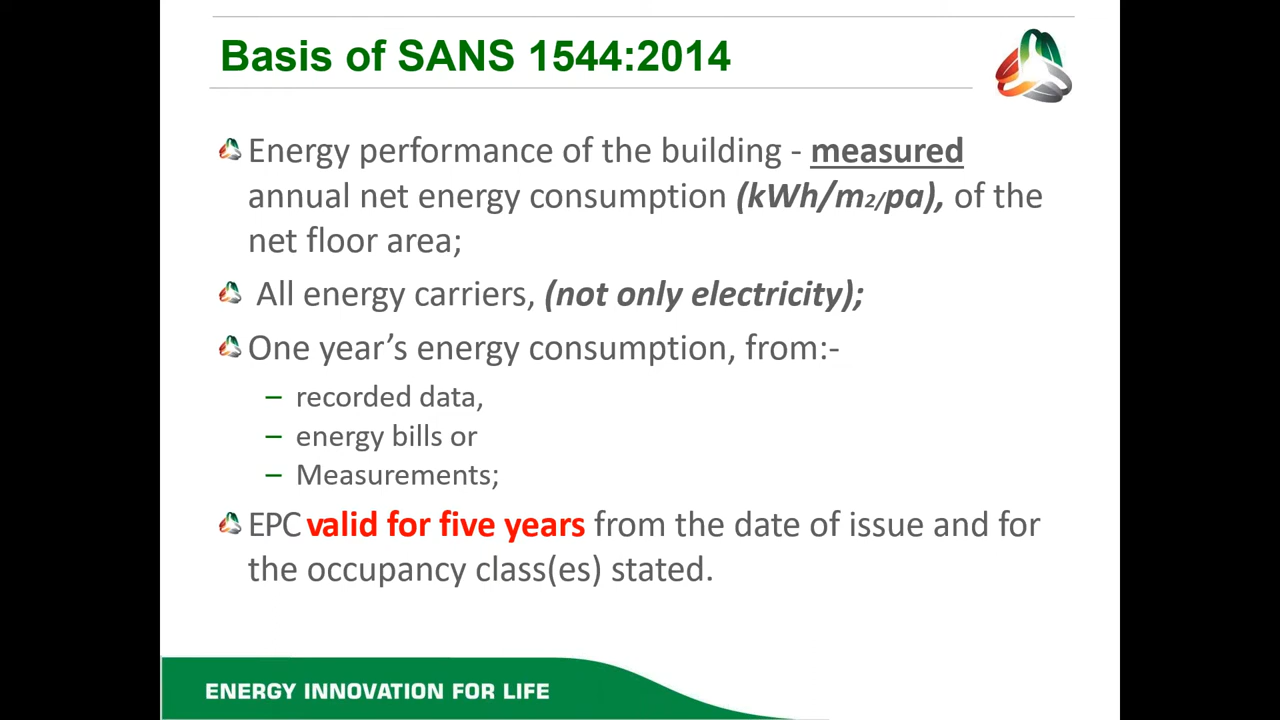 Basis of SANS 1544:2014
Energy performance of the building - measured
annual net energy consumption (kWh/m2/pa), of the
net floor area;
All energy carriers, (not only electricity);
One year’s energy consumption, from:-
– recorded data,
– energy bills or
– Measurements;
EPC valid for five years from the date of issue and for
the occupancy class(es) stated.
ENERGY INNOVATION FOR LIFE